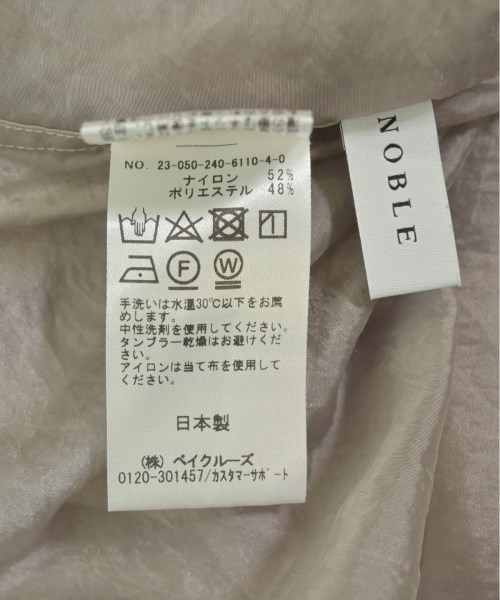 NO. 23-050-240-6110-4-0
ナイロン 52%
ポリエステル 48%
F W
手洗いは水温30℃以下をお薦
めします。
中性洗剤を使用してください。
タンブラー乾燥はお避けくだ
さい。
アイロンは当て布を使用して
ください。
日本製
(株) ベイクルーズ
0120-301457/カスタマーサポート
NOBLE